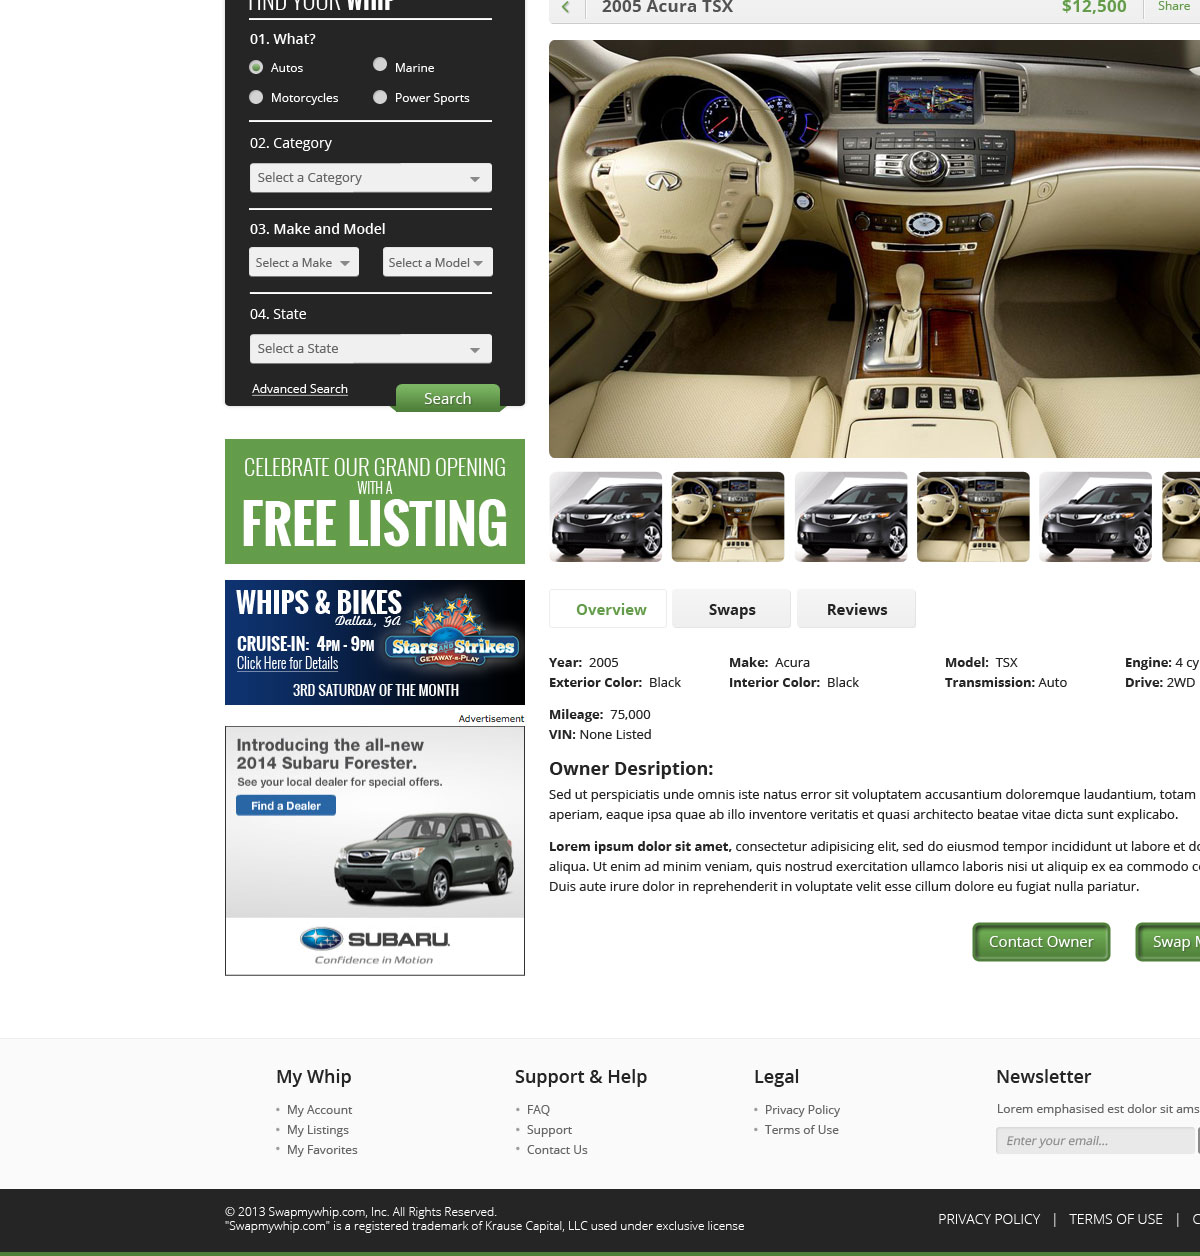 FIND YOUR WHIP
01. What?
Autos
Marine
Motorcycles
Power Sports
02. Category
Select a Category
03. Make and Model
Select a Make
Select a Model
04. State
Select a State
Advanced Search
Search
CELEBRATE OUR GRAND OPENING
WITH A
FREE LISTING
WHIPS & BIKES
Dallas, GA
CRUISE-IN: 4PM - 9PM
Click Here for Details
Stars AND Strikes
GETAWAY-N-PLAY
3RD SATURDAY OF THE MONTH
Advertisement
Introducing the all-new
2014 Subaru Forester.
See your local dealer for special offers.
Find a Dealer
SUBARU
Confidence in Motion
2005 Acura TSX
$12,500
Share
Overview
Swaps
Reviews
Year: 2005
Make: Acura
Model: TSX
Engine: 4 cy
Exterior Color: Black
Interior Color: Black
Transmission: Auto
Drive: 2WD
Mileage: 75,000
VIN: None Listed
Owner Desription:
Sed ut perspiciatis unde omnis iste natus error sit voluptatem accusantium doloremque laudantium, totam
aperiam, eaque ipsa quae ab illo inventore veritatis et quasi architecto beatae vitae dicta sunt explicabo.
Lorem ipsum dolor sit amet, consectetur adipisicing elit, sed do eiusmod tempor incididunt ut labore et do
aliqua. Ut enim ad minim veniam, quis nostrud exercitation ullamco laboris nisi ut aliquip ex ea commodo c
Duis aute irure dolor in reprehenderit in voluptate velit esse cillum dolore eu fugiat nulla pariatur.
Contact Owner
Swap
My Whip
My Account
My Listings
My Favorites
Support & Help
FAQ
Support
Contact Us
Legal
Privacy Policy
Terms of Use
Newsletter
Lorem emphasised est dolor sit ams
Enter your email...
© 2013 Swapmywhip.com, Inc. All Rights Reserved.
"Swapmywhip.com" is a registered trademark of Krause Capital, LLC used under exclusive license
PRIVACY POLICY | TERMS OF USE |